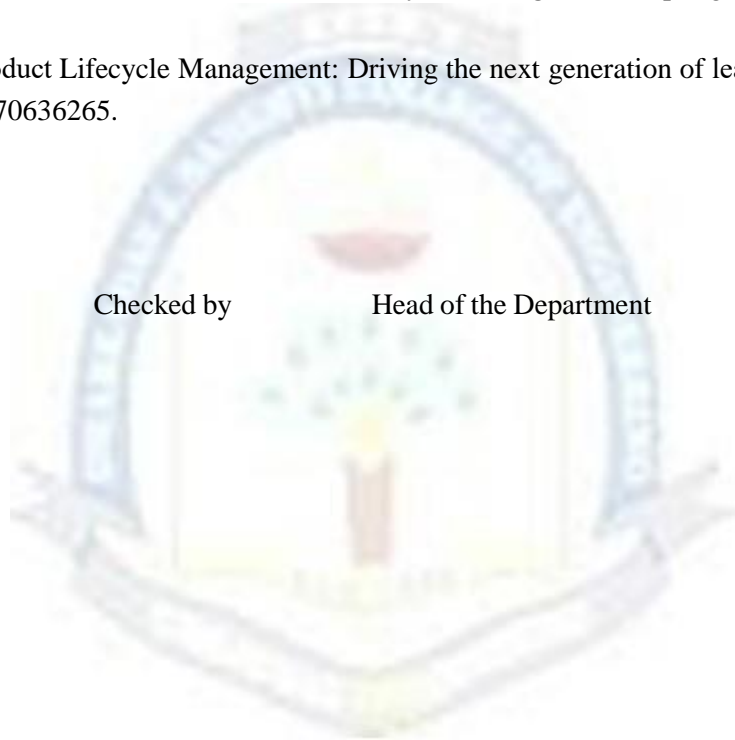 oduct Lifecycle Management: Driving the next generation of lea
70636265.
Checked by Head of the Department